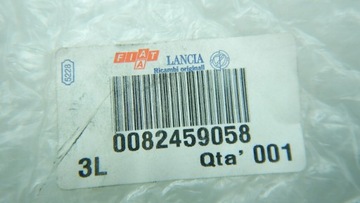 5228
FIAT LANCIA
A
Ricambi originali
0082459058
3L Qta' 001